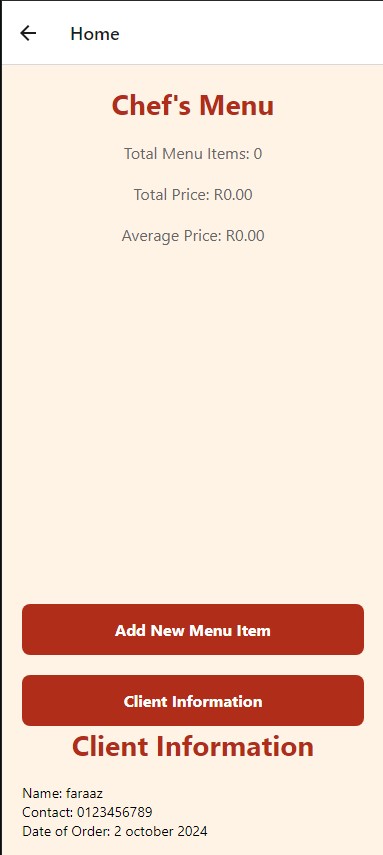 Home
Chef's Menu
Total Menu Items: 0
Total Price: R0.00
Average Price: R0.00
Add New Menu Item
Client Information
Client Information
Name: faraaz
Contact: 0123456789
Date of Order: 2 october 2024